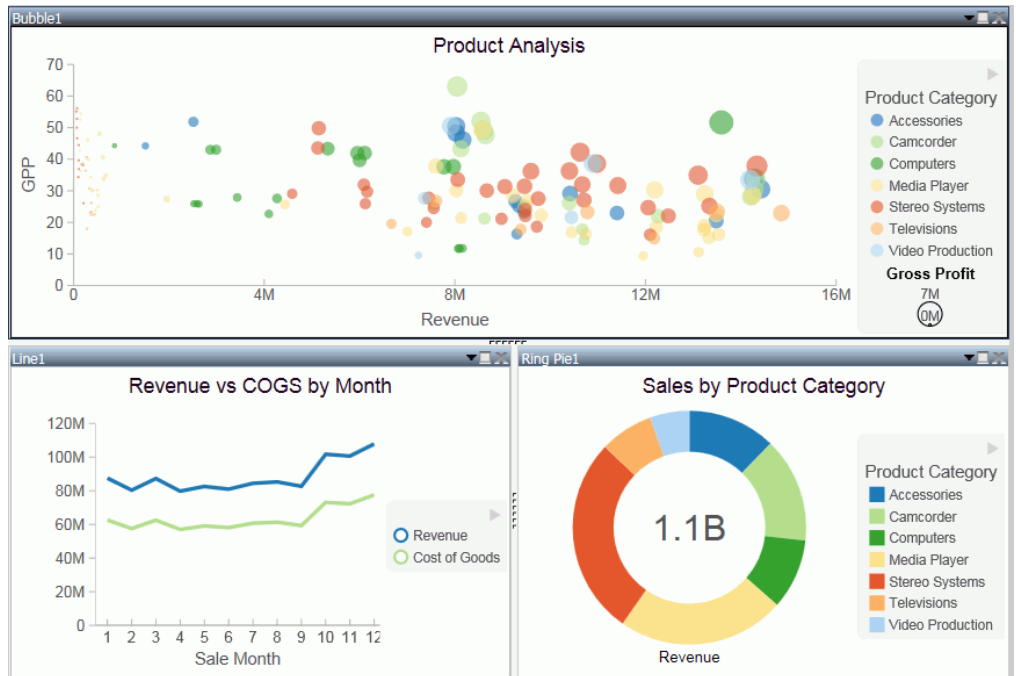 Bubble1
Product Analysis
70
60
50
40
30
20
10
0
GPP
0
4M
8M
12M
16M
Revenue
Product Category
Accessories
Camcorder
Computers
Media Player
Stereo Systems
Televisions
Video Production
Gross Profit
7M
0M
Line1
Revenue vs COGS by Month
120M
100M
80M
60M
40M
20M
0
1 2 3 4 5 6 7 8 9 10 11 12
Sale Month
Revenue
Cost of Goods
Ring Pie1
Sales by Product Category
1.1B
Revenue
Product Category
Accessories
Camcorder
Computers
Media Player
Stereo Systems
Televisions
Video Production